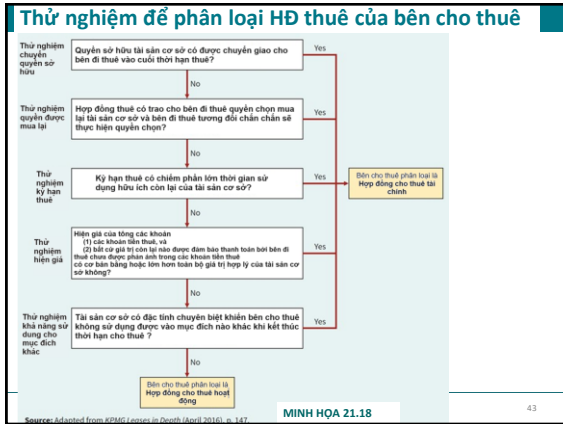 Thử nghiệm để phân loại HĐ thuê của bên cho thuê
Thử nghiệm
chuyển
quyền sở
hữu
Quyền sở hữu tài sản cơ sở có được chuyển giao cho
bên đi thuê vào cuối thời hạn thuê?
Yes
No
Thử nghiệm
quyền được
mua lại
Hợp đồng thuê có trao cho bên đi thuê quyền chọn mua
lại tài sản cơ sở và bên đi thuê tương đối chắc chắn sẽ
thực hiện quyền chọn?
Yes
No
Thử
nghiệm
kỳ hạn
thuê
Kỳ hạn thuê có chiếm phần lớn thời gian sử
dụng hữu ích còn lại của tài sản cơ sở?
Yes
Bên cho thuê phân loại là
Hợp đồng cho thuê tài
chính
No
Thử
nghiệm
hiện giá
Hiện giá của tổng các khoản
(1) các khoản tiền thuê, và
(2) bất cứ giá trị còn lại nào được đảm bảo thanh toán bởi bên đi
thuê chưa được phản ánh trong các khoản tiền thuê
có cơ bản bằng hoặc lớn hơn toàn bộ giá trị hợp lý của tài sản cơ
sở không?
Yes
No
Thử nghiệm
khả năng sử
dung cho
mục đích
khác
Tài sản cơ sở có đặc tính chuyên biệt khiến bên cho thuê
không sử dụng được vào mục đích nào khác khi kết thúc
thời hạn cho thuê ?
Yes
No
Bên cho thuê phân loại là
Hợp đồng cho thuê hoạt
động
MINH HỌA 21.18
43
Source: Adapted from KPMG Leases in Depth (April 2016), p. 147.